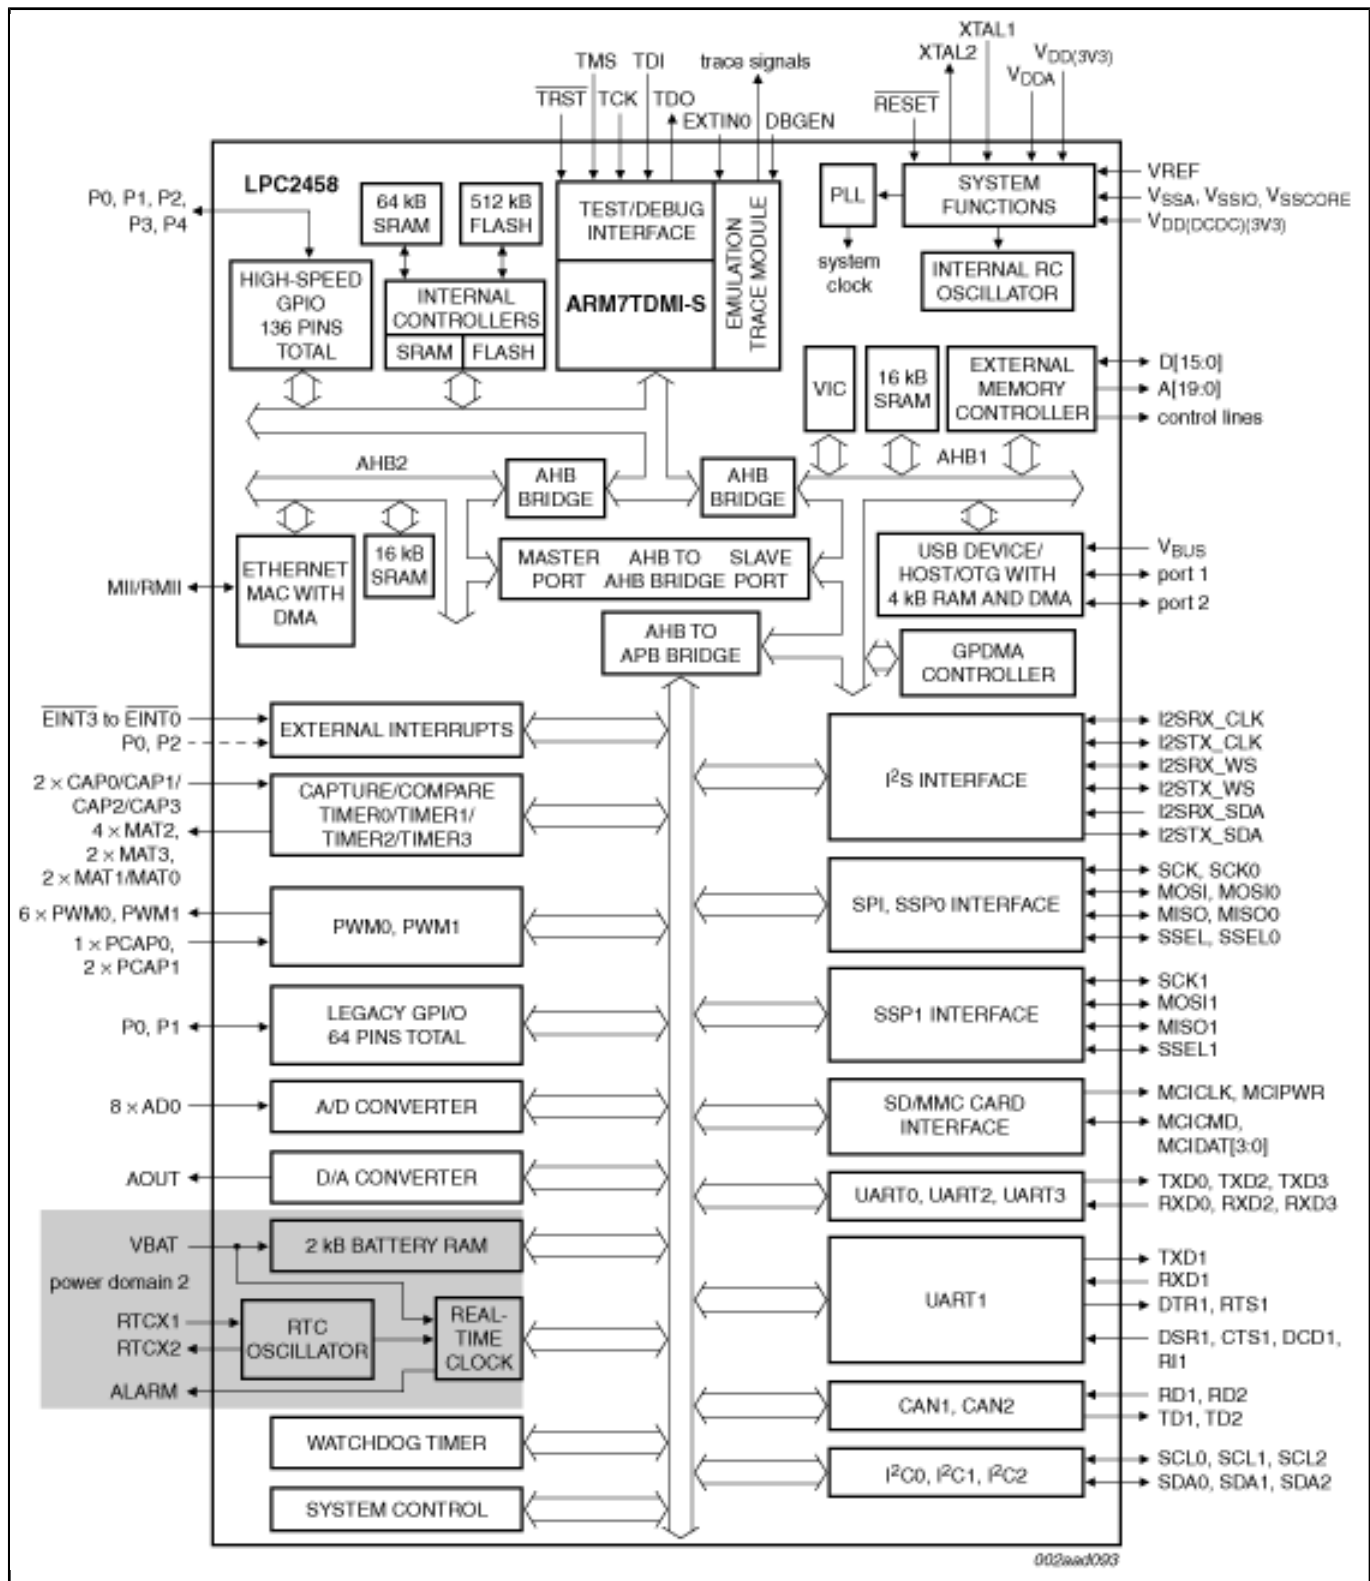 XTAL1
XTAL2
VDD(3V3)
VDDA
RESET
TMS TDI
trace signals
TRST TCK TDO
EXTIN0 DBGEN
LPC2458
P0, P1, P2,
P3, P4
64 kB
SRAM
512 kB
FLASH
TEST/DEBUG
INTERFACE
EMULATION
TRACE MODULE
PLL
SYSTEM
FUNCTIONS
VREF
VSSA, VSSIO, VSSCORE
VDD(DCDC)(3V3)
system
clock
HIGH-SPEED
GPIO
136 PINS
TOTAL
INTERNAL
CONTROLLERS
SRAM FLASH
ARM7TDMI-S
INTERNAL RC
OSCILLATOR
VIC
16 kB
SRAM
EXTERNAL
MEMORY
CONTROLLER
D[15:0]
A[19:0]
control lines
AHB2
AHB
BRIDGE
AHB
BRIDGE
AHB1
MII/RMII
ETHERNET
MAC WITH
DMA
16 kB
SRAM
MASTER AHB TO SLAVE
PORT AHB BRIDGE PORT
USB DEVICE/
HOST/OTG WITH
4 kB RAM AND DMA
VBUS
port 1
port 2
AHB TO
APB BRIDGE
GPDMA
CONTROLLER
EINT3 to EINT0
P0, P2
EXTERNAL INTERRUPTS
2 × CAP0/CAP1/
CAP2/CAP3
4 × MAT2,
2 × MAT3,
2 × MAT1/MAT0
CAPTURE/COMPARE
TIMER0/TIMER1/
TIMER2/TIMER3
6 × PWM0, PWM1
1 × PCAP0,
2 × PCAP1
PWM0, PWM1
P0, P1
LEGACY GPI/O
64 PINS TOTAL
8 × AD0
A/D CONVERTER
AOUT
D/A CONVERTER
VBAT
2 kB BATTERY RAM
power domain 2
RTCX1
RTCX2
RTC
OSCILLATOR
REAL-
TIME
CLOCK
ALARM
WATCHDOG TIMER
SYSTEM CONTROL
I2S INTERFACE
I2SRX_CLK
I2STX_CLK
I2SRX_WS
I2STX_WS
I2SRX_SDA
I2STX_SDA
SPI, SSP0 INTERFACE
SCK, SCK0
MOSI, MOSI0
MISO, MISO0
SSEL, SSEL0
SSP1 INTERFACE
SCK1
MOSI1
MISO1
SSEL1
SD/MMC CARD
INTERFACE
MCICLK, MCIPWR
MCICMD,
MCIDAT[3:0]
UART0, UART2, UART3
TXD0, TXD2, TXD3
RXD0, RXD2, RXD3
UART1
TXD1
RXD1
DTR1, RTS1
DSR1, CTS1, DCD1,
RI1
CAN1, CAN2
RD1, RD2
TD1, TD2
I2C0, I2C1, I2C2
SCL0, SCL1, SCL2
SDA0, SDA1, SDA2
002aad093